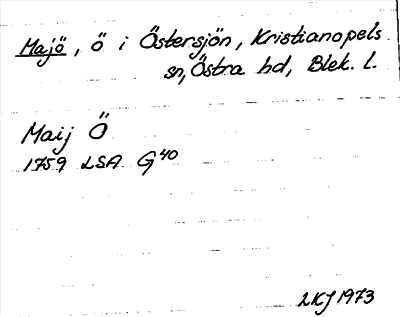 Majö, ö i Östersjön, Kristianopels
sn, Östra hd, Blek. l.
Maij Ö
1759 LSA G40
LKJ 1973